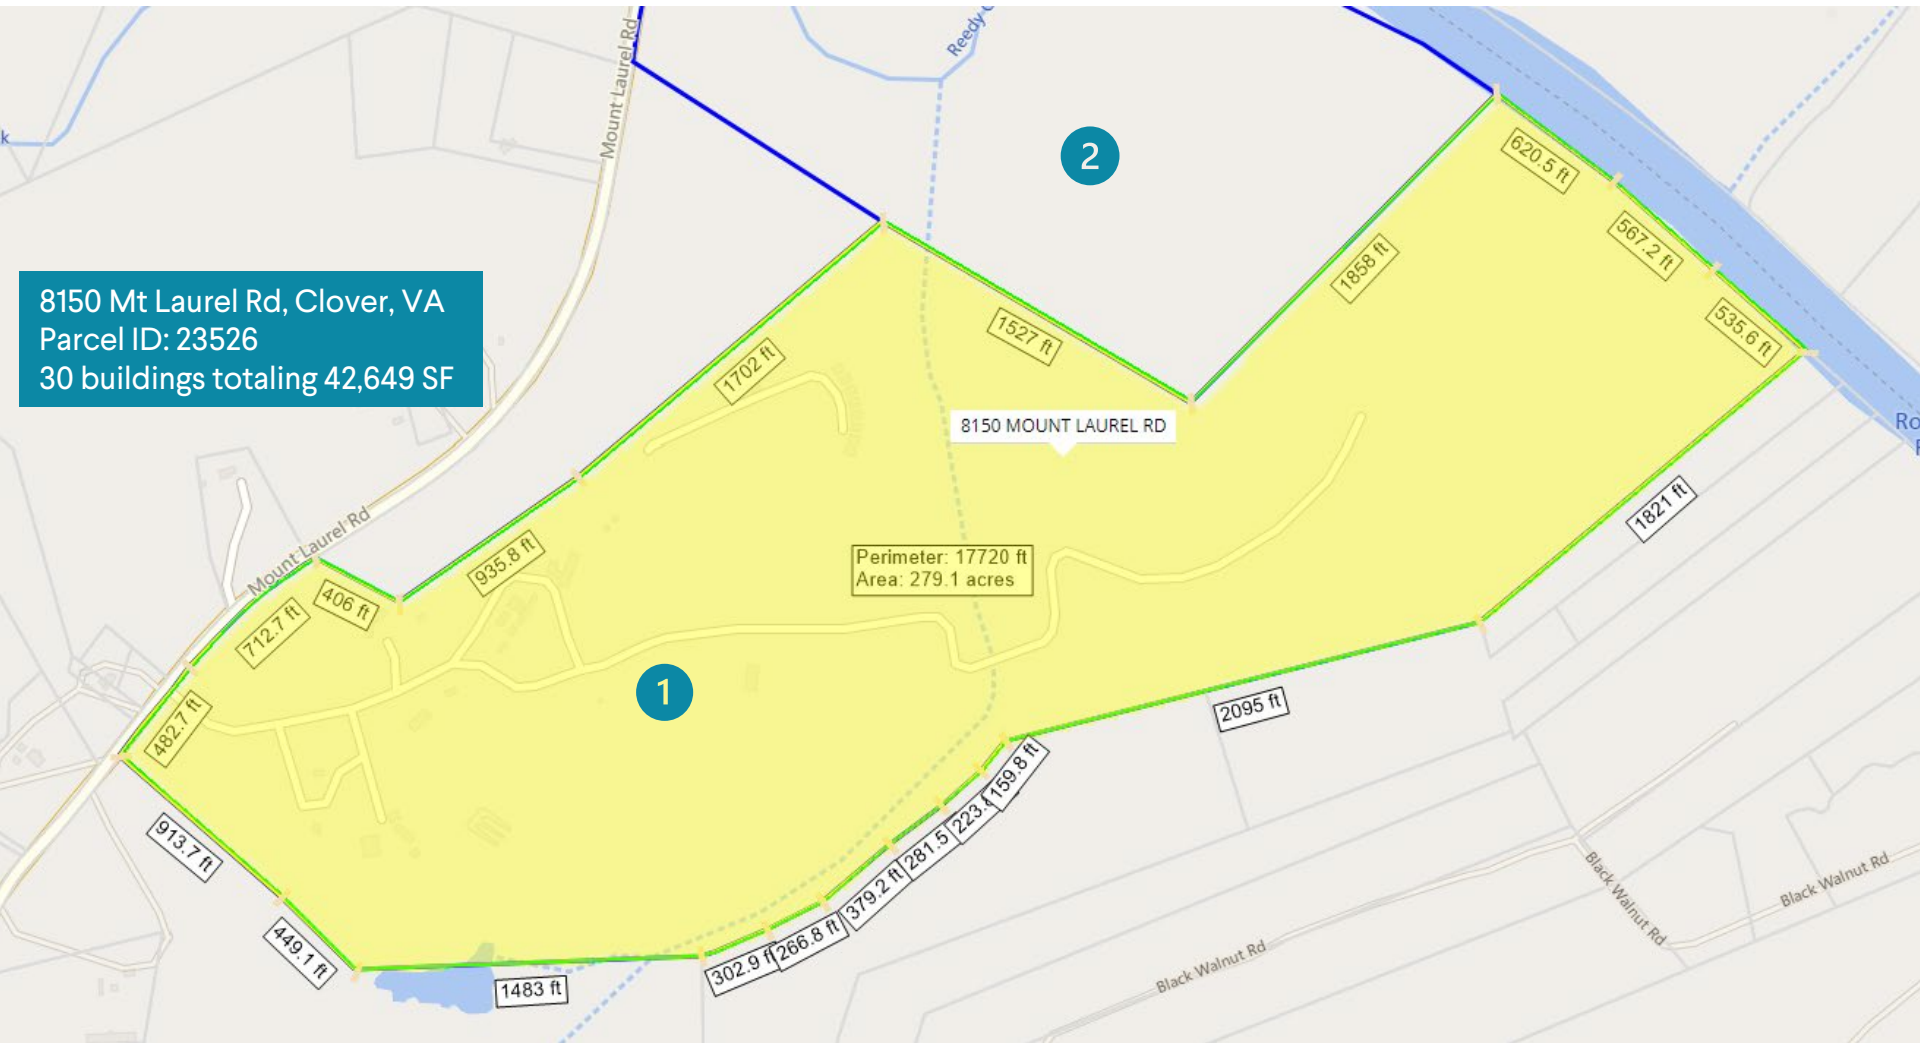 Reedy C
k
Mount Laurel Rd
2
620.5 ft
567.2 ft
535.6 ft
1858 ft
1527 ft
1702 ft
8150 Mt Laurel Rd, Clover, VA
Parcel ID: 23526
30 buildings totaling 42,649 SF
8150 MOUNT LAUREL RD
Ro
1821 ft
Mount Laurel Rd
935.8 ft
Perimeter: 17720 ft
Area: 279.1 acres
406 ft
712.7 ft
1
482.7 ft
2095 ft
159.8 ft
223.
281.5
379.2 ft
266.8 ft
302.9 f
913.7 ft
449.1 ft
1483 ft
Black Walnut Rd
Black Walnut Rd
Black Walnut Rd